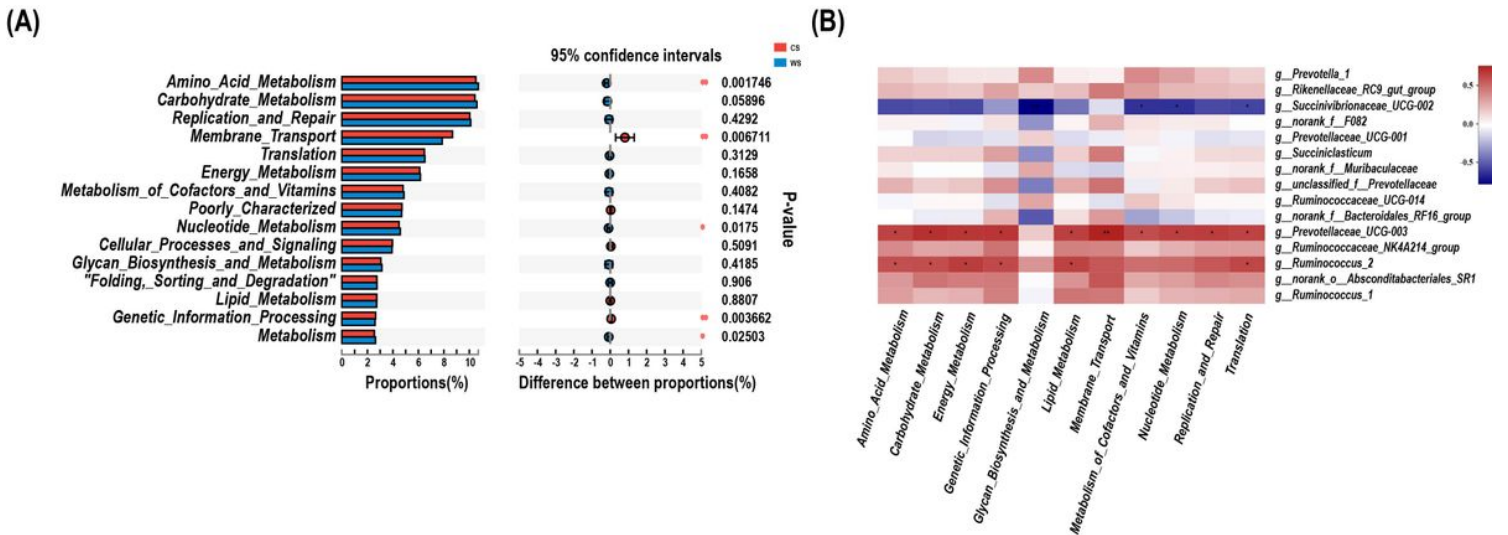 (A)
(B)
95% confidence intervals
CS
WS
Amino_Acid_Metabolism
Carbohydrate_Metabolism
Replication_and_Repair
Membrane_Transport
Translation
Energy_Metabolism
Metabolism_of_Cofactors_and_Vitamins
Poorly_Characterized
Nucleotide_Metabolism
Cellular_Processes_and_Signaling
Glycan_Biosynthesis_and_Metabolism
"Folding,_Sorting_and_Degradation"
Lipid_Metabolism
Genetic_Information_Processing
Metabolism
0 2 4 6 8 10
Proportions(%)
-5 -4 -3 -2 -1 0 1 2 3 4 5
Difference between proportions(%)
0.001746
0.05896
0.4292
0.006711
0.3129
0.1658
0.4082
0.1474
0.0175
0.5091
0.4185
0.906
0.8807
0.003662
0.02503
P-value
g__Prevotella_1
g__Rikenellaceae_RC9_gut_group
g__Succinivibrionaceae_UCG-002
g__norank_f__F082
g__Prevotellaceae_UCG-001
g__Succiniclasticum
g__norank_f__Muribaculaceae
g__unclassified_f__Prevotellaceae
g__Ruminococcaceae_UCG-014
g__norank_f__Bacteroidales_RF16_group
g__Prevotellaceae_UCG-003
g__Ruminococcaceae_NK4A214_group
g__Ruminococcus_2
g__norank_o__Absconditabacteriales_SR1
g__Ruminococcus_1
0.5
0
-0.5
Amino_Acid_Metabolism
Carbohydrate_Metabolism
Energy_Metabolism
Genetic_Information_Processing
Glycan_Biosynthesis_and_Metabolism
Lipid_Metabolism
Membrane_Transport
Metabolism_of_Cofactors_and_Vitamins
Nucleotide_Metabolism
Replication_and_Repair
Translation